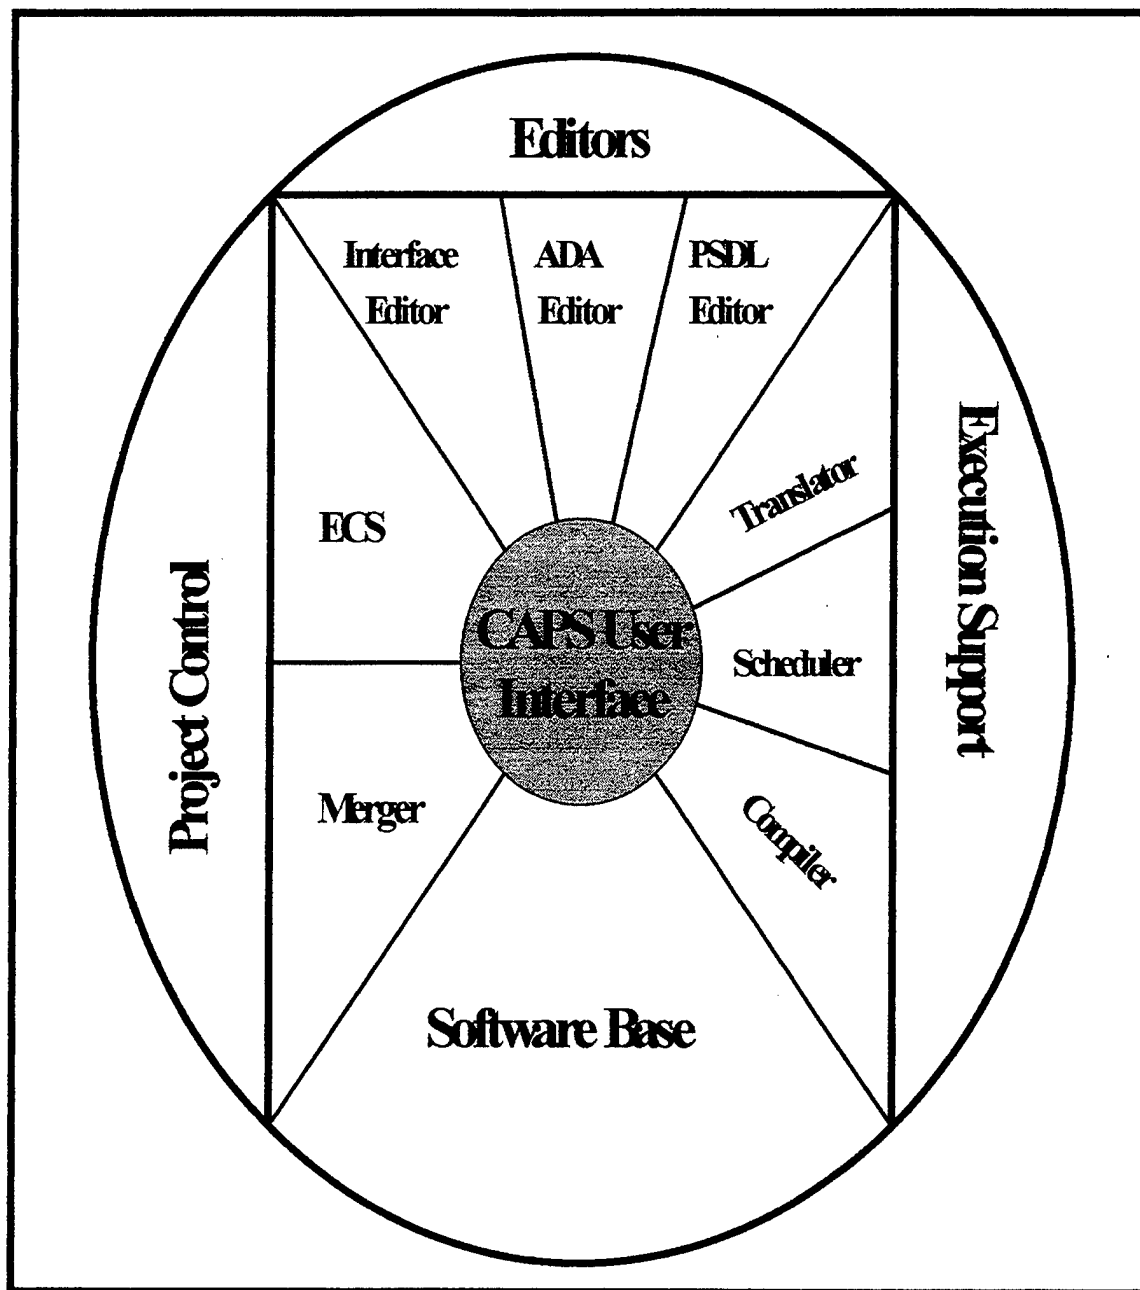 Editors
Interface
Editor
ADA
Editor
PSDL
Editor
Translator
Execution Support
ECS
CAPS User
Interface
Scheduler
Project Control
Merger
Compiler
Software Base